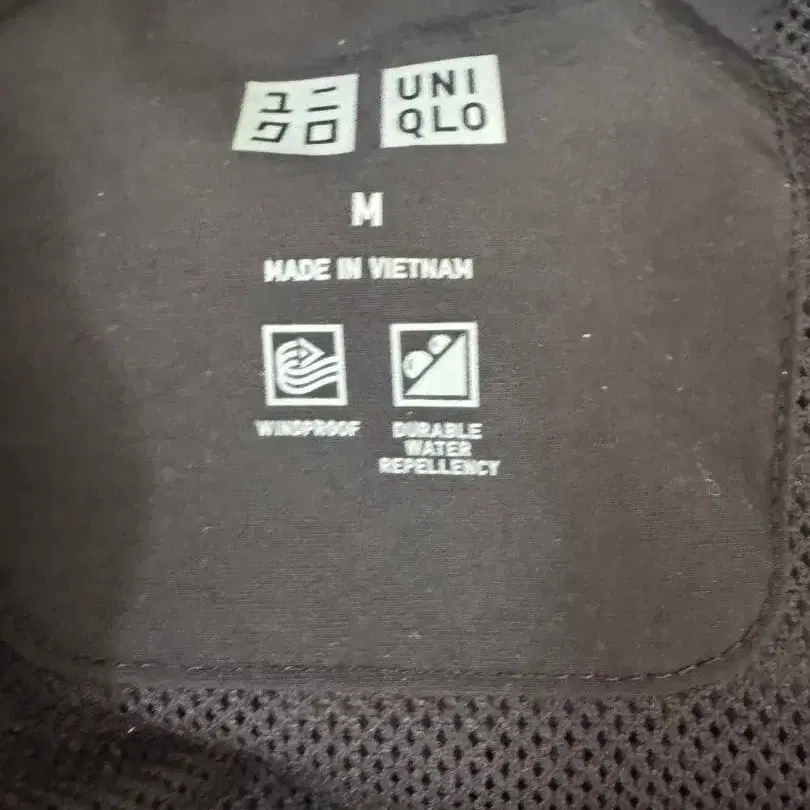 ユニ
クロ
UNI
QLO
M
MADE IN VIETNAM
WINDPROOF
DURABLE
WATER
REPELLENCY